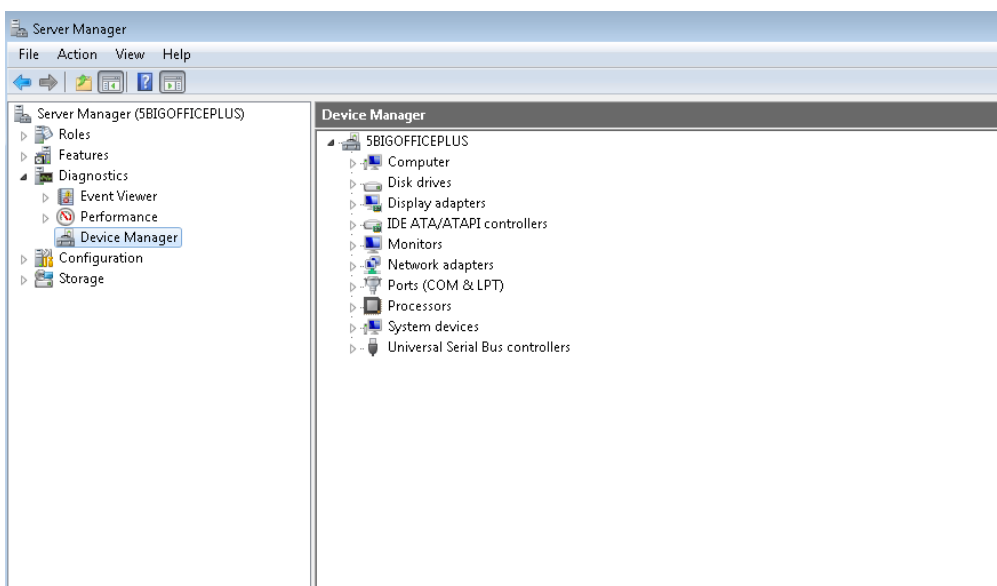 Server Manager
File Action View Help
Server Manager (5BIGOFFICEPLUS)
Roles
Features
Diagnostics
Event Viewer
Performance
Device Manager
Configuration
Storage
Device Manager
5BIGOFFICEPLUS
Computer
Disk drives
Display adapters
IDE ATA/ATAPI controllers
Monitors
Network adapters
Ports (COM & LPT)
Processors
System devices
Universal Serial Bus controllers